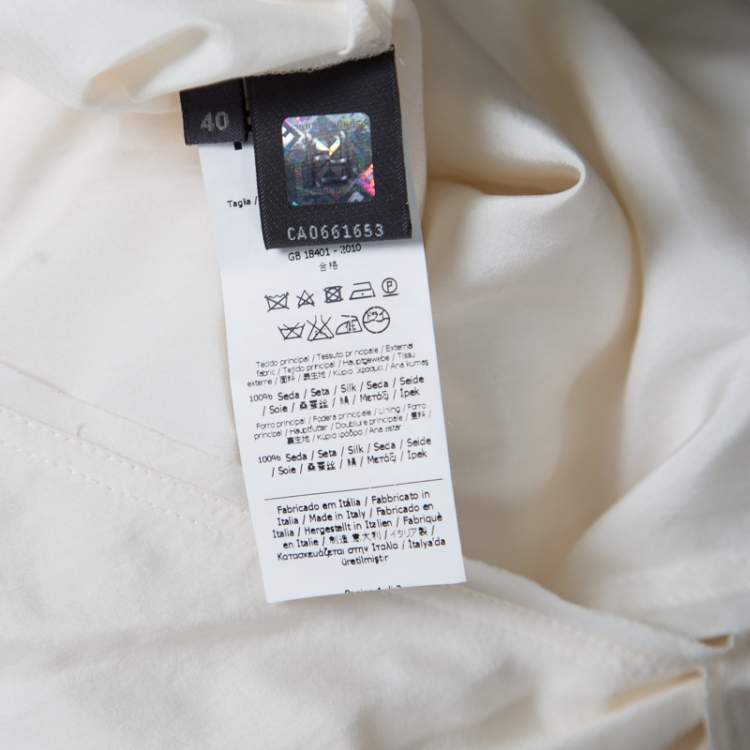 40
CA0661653
Taglia /
GB 18401 - 2010
合格
P
Tecido principal / Tessuto principale / External
fabric / Tejido principal / Hauptgewebe / Tissu
externe / 面料 / 表生地 / Κύριο ύφασμα / Ana kumaş
100% Seda / Seta / Silk / Seda / Seide
/ Soie / 桑蚕丝 / 絹 / Μετάξι / Ipek
Forro principal / Fodera principale / Lining / Forro
principal / Hauptfutter / Doublure principale / 里料 /
裏生地 / Κύρια φόδρα / Ana astar
100% Seda / Seta / Silk / Seda / Seide
/ Soie / 桑蚕丝 / 絹 / Μετάξι / Ipek
Fabricado em Itália / Fabbricato in
Italia / Made in Italy / Fabricado en
Italia / Hergestellt in Italien / Fabriqué
en Italie / 制造 意大利 / イタリア製 /
Κατασκευάζεται στην Ιταλία / İtalya'da
üretilmiştir